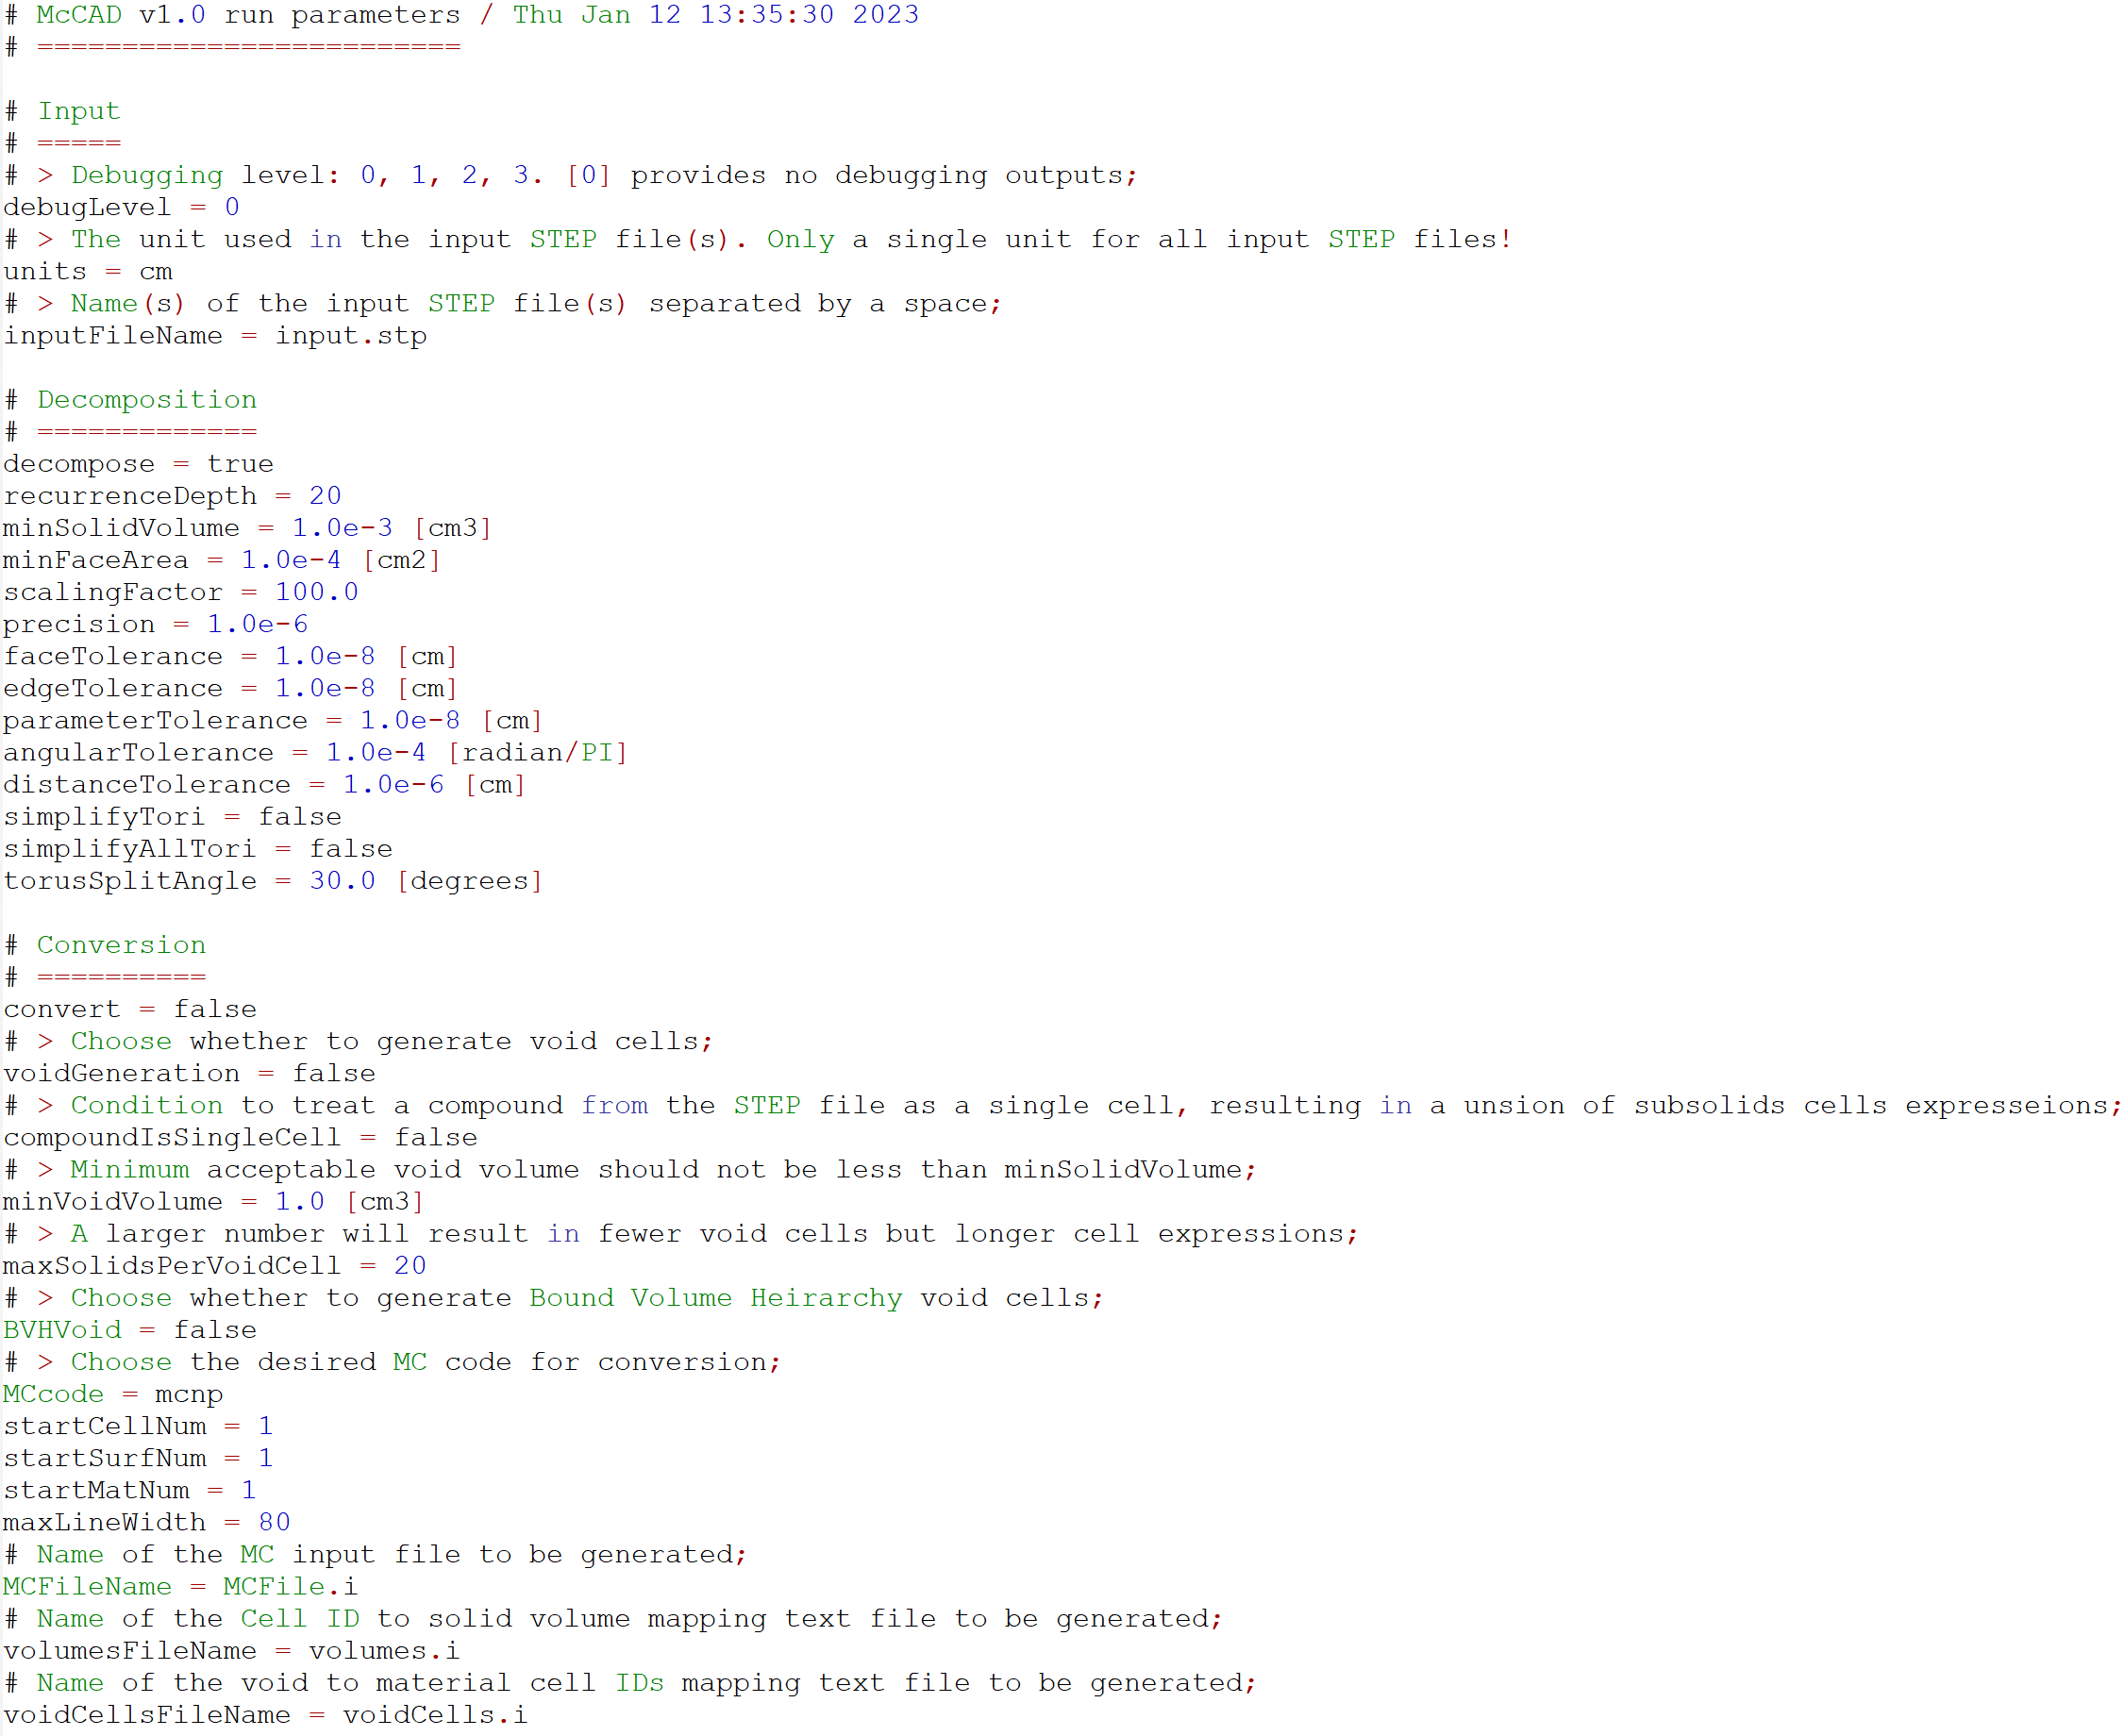 # McCAD v1.0 run parameters / Thu Jan 12 13:35:30 2023
# =========================
# Input
# =====
# > Debugging level: 0, 1, 2, 3. [0] provides no debugging outputs;
debugLevel = 0
# > The unit used in the input STEP file(s). Only a single unit for all input STEP files!
units = cm
# > Name(s) of the input STEP file(s) separated by a space;
inputFileName = input.stp
# Decomposition
# =============
decompose = true
recurrenceDepth = 20
minSolidVolume = 1.0e-3 [cm3]
minFaceArea = 1.0e-4 [cm2]
scalingFactor = 100.0
precision = 1.0e-6
faceTolerance = 1.0e-8 [cm]
edgeTolerance = 1.0e-8 [cm]
parameterTolerance = 1.0e-8 [cm]
angularTolerance = 1.0e-4 [radian/PI]
distanceTolerance = 1.0e-6 [cm]
simplifyTori = false
simplifyAllTori = false
torusSplitAngle = 30.0 [degrees]
# Conversion
# ==========
convert = false
# > Choose whether to generate void cells;
voidGeneration = false
# > Condition to treat a compound from the STEP file as a single cell, resulting in a unsion of subsolids cells expresseions;
compoundIsSingleCell = false
# > Minimum acceptable void volume should not be less than minSolidVolume;
minVoidVolume = 1.0 [cm3]
# > A larger number will result in fewer void cells but longer cell expressions;
maxSolidsPerVoidCell = 20
# > Choose whether to generate Bound Volume Heirarchy void cells;
BVHVoid = false
# > Choose the desired MC code for conversion;
MCcode = mcnp
startCellNum = 1
startSurfNum = 1
startMatNum = 1
maxLineWidth = 80
# Name of the MC input file to be generated;
MCFileName = MCFile.i
# Name of the Cell ID to solid volume mapping text file to be generated;
volumesFileName = volumes.i
# Name of the void to material cell IDs mapping text file to be generated;
voidCellsFileName = voidCells.i